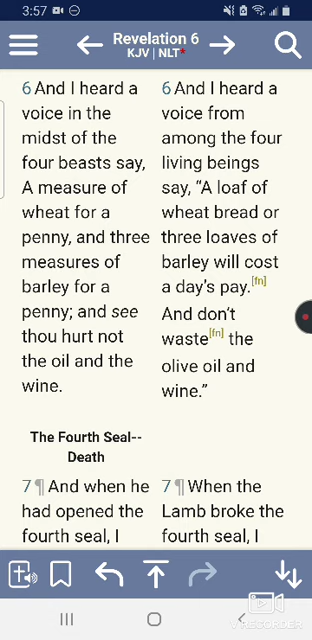 3:57
Revelation 6
KJV | NLT*
6 And I heard a
voice in the
midst of the
four beasts say,
A measure of
wheat for a
penny, and three
measures of
barley for a
penny; and see
thou hurt not
the oil and the
wine.
6 And I heard a
voice from
among the four
living beings
say, “A loaf of
wheat bread or
three loaves of
barley will cost
a day’s pay.[fn]
And don’t
waste[fn] the
olive oil and
wine.”
The Fourth Seal--
Death
7 ¶ And when he
had opened the
fourth seal, I
7 ¶ When the
Lamb broke the
fourth seal, I
V RECORDER